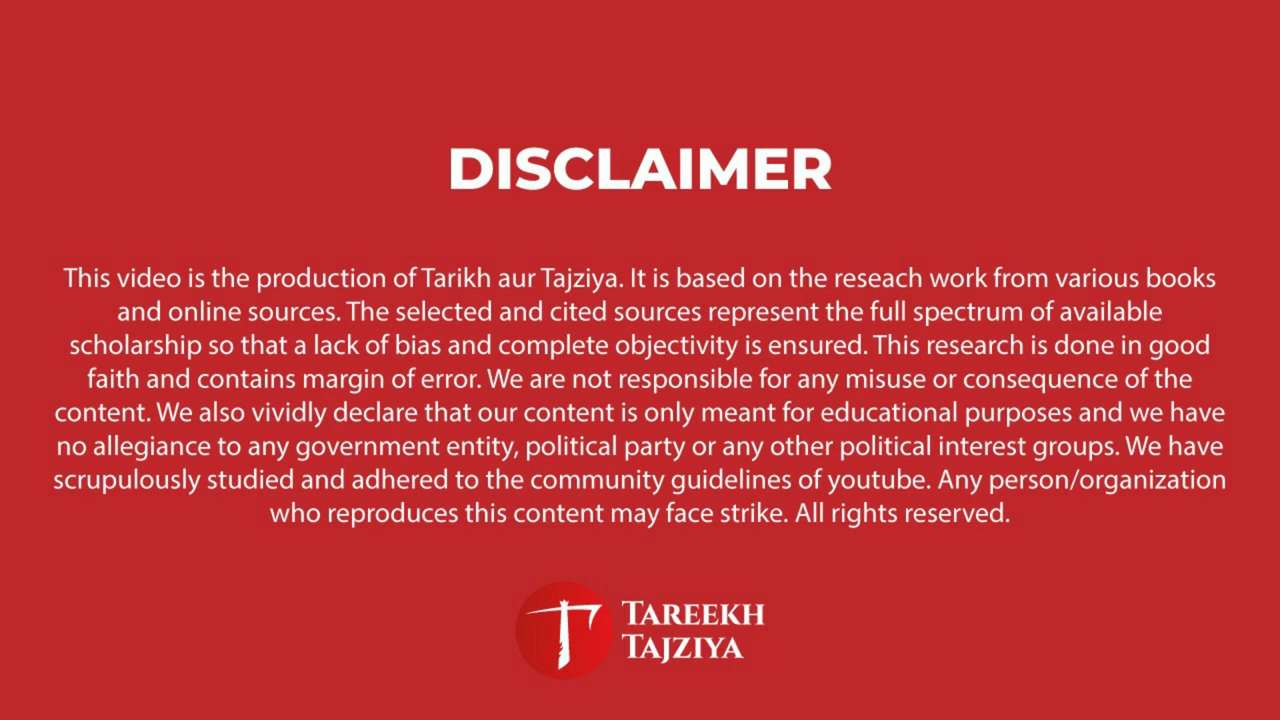 DISCLAIMER
This video is the production of Tarikh aur Tajziya. It is based on the reseach work from various books
and online sources. The selected and cited sources represent the full spectrum of available
scholarship so that a lack of bias and complete objectivity is ensured. This research is done in good
faith and contains margin of error. We are not responsible for any misuse or consequence of the
content. We also vividly declare that our content is only meant for educational purposes and we have
no allegiance to any government entity, political party or any other political interest groups. We have
scrupulously studied and adhered to the community guidelines of youtube. Any person/organization
who reproduces this content may face strike. All rights reserved.
TAREEKH
TAJZIYA